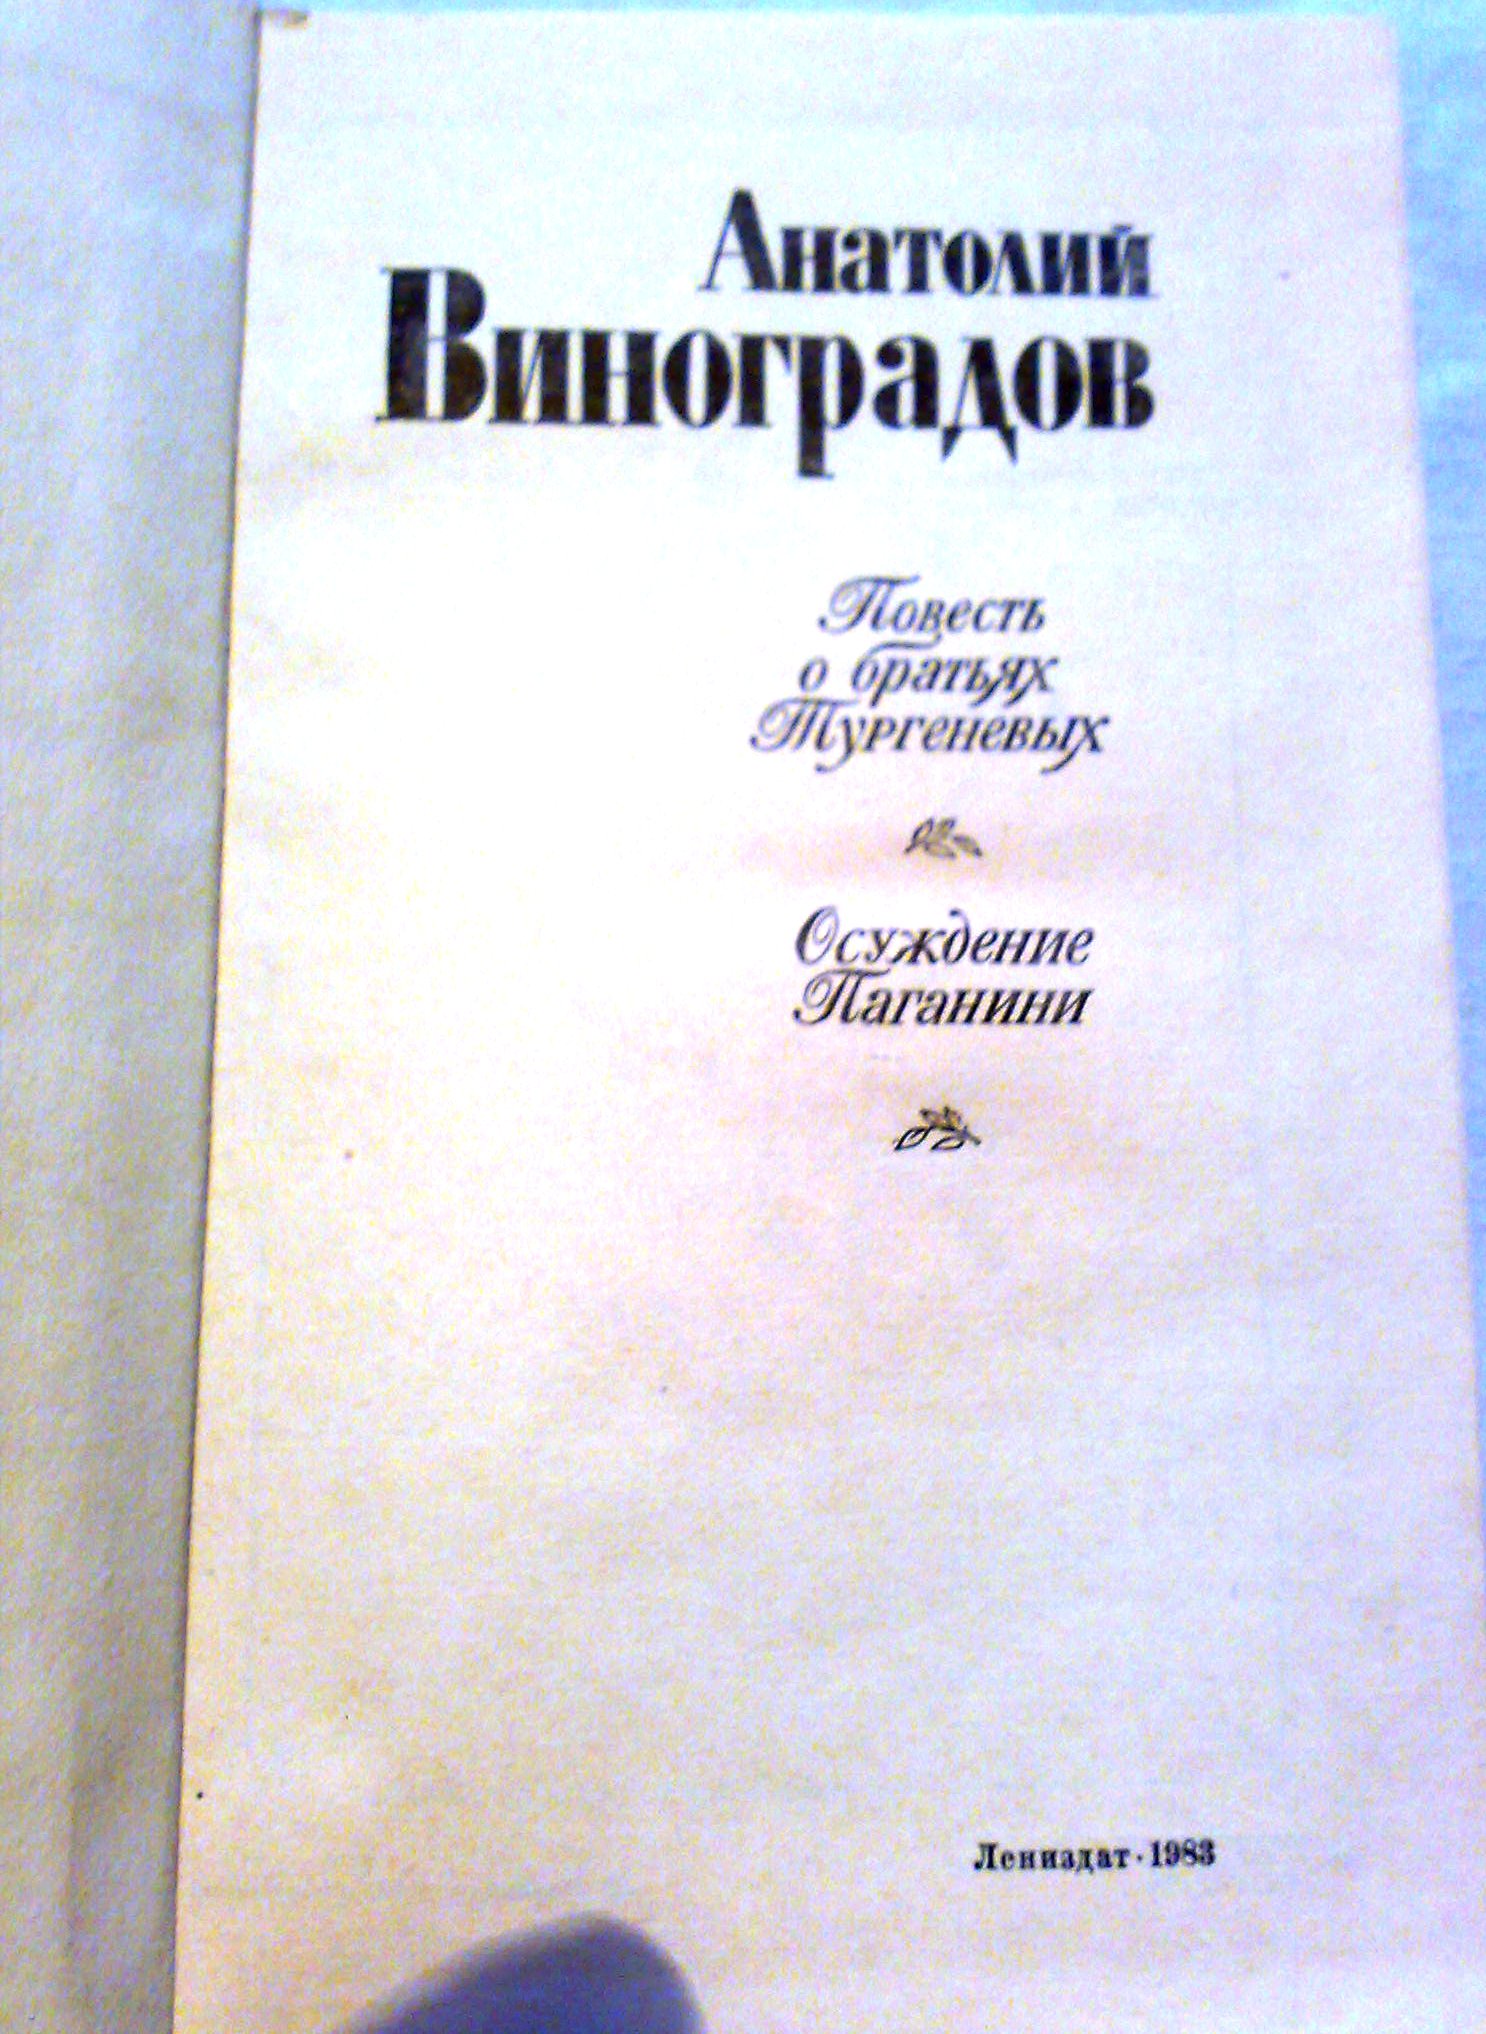 Анатолий
Виноградов
Повесть
о братьях
Тургеневых
Осуждение
Паганини
Лениздат · 1983